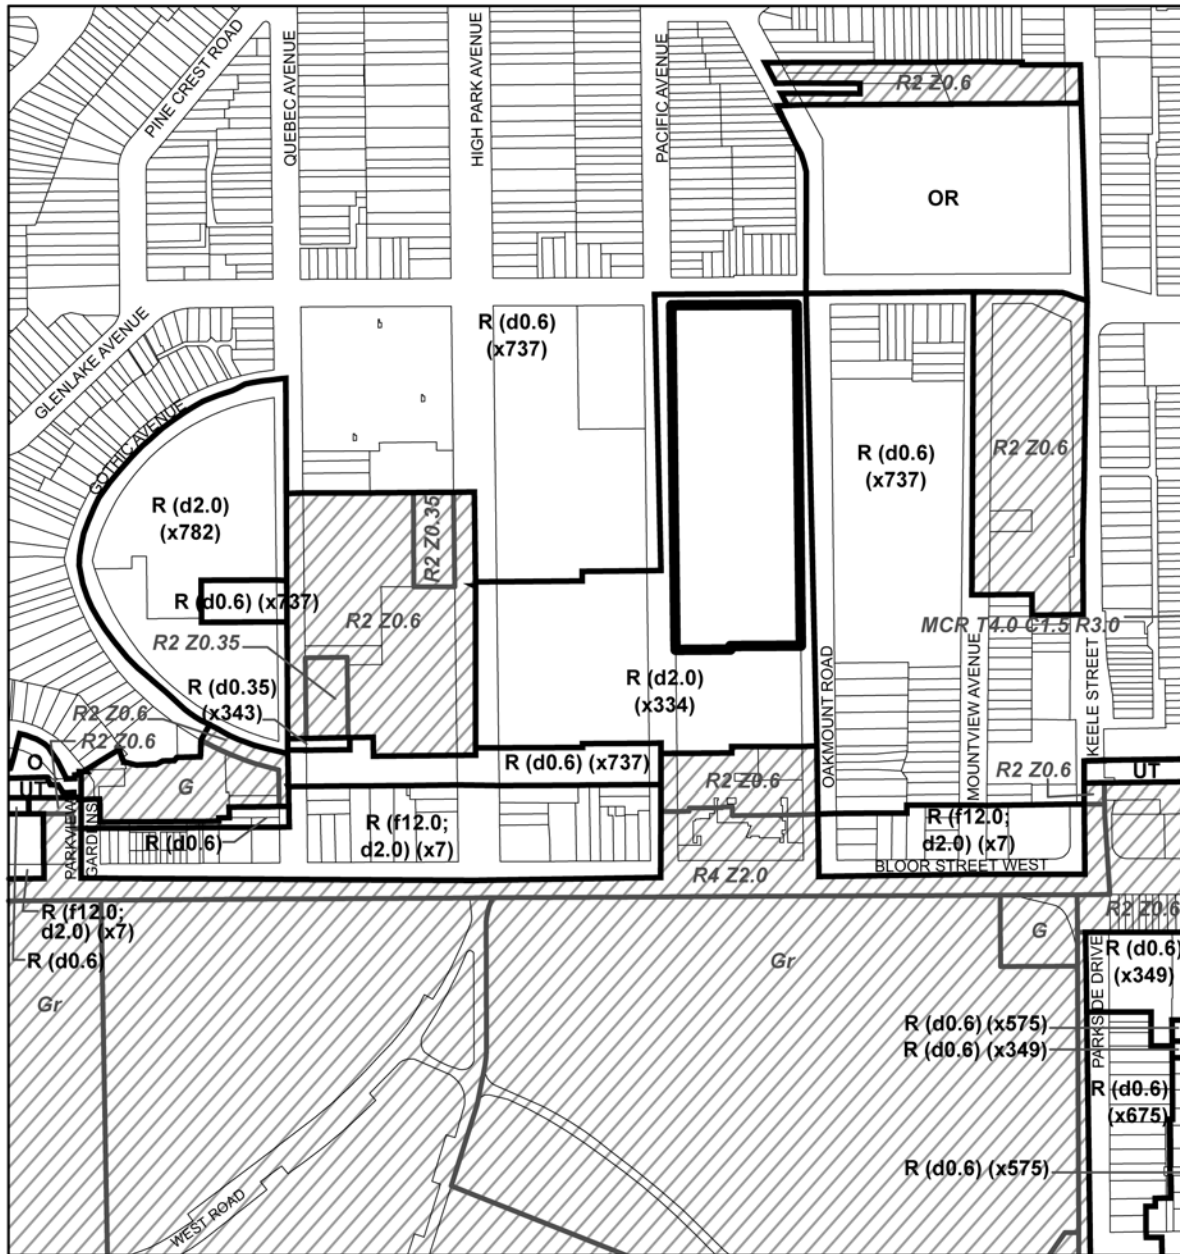 PINE CREST ROAD
QUEBEC AVENUE
HIGH PARK AVENUE
PACIFIC AVENUE
R2 Z0.6
OR
GLENLAKE AVENUE
R (d0.6)
(x737)
GOTHIC AVENUE
R (d2.0)
(x782)
R2 Z0.35
R (d0.6)
(x737)
R2 Z0.6
R (d0.6) (x737)
R2 Z0.6
R2 Z0.35
MCR T4.0 C1.5 R3.0
R (d0.35)
(x343)
R (d2.0)
(x334)
OAKMOUNT ROAD
MOUNTVIEW AVENUE
KEELE STREET
R2 Z0.6
R2 Z0.6
O
UT
G
R (d0.6) (x737)
R2 Z0.6
R2 Z0.6
UT
PARKVIEW
GARDENS
R (d0.6)
R (f12.0;
d2.0) (x7)
R (f12.0;
d2.0) (x7)
BLOOR STREET WEST
R4 Z2.0
R (f12.0;
d2.0) (x7)
R (d0.6)
R2 Z0.6
G
Gr
Gr
PARKSIDE DRIVE
R (d0.6)
(x349)
R (d0.6) (x575)
R (d0.6) (x349)
R (d0.6)
(x675)
R (d0.6) (x575)
WEST ROAD